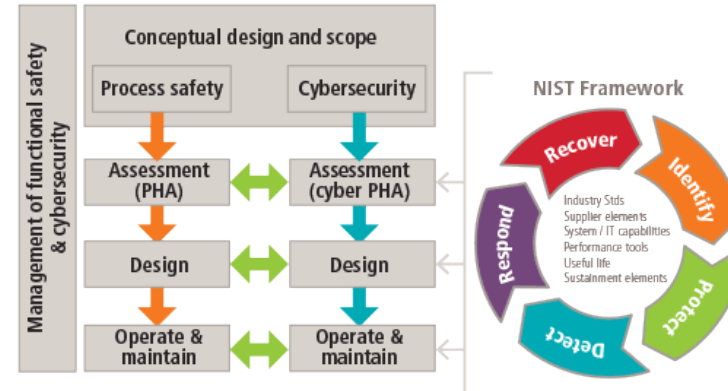 Management of functional safety
& cybersecurity
Conceptual design and scope
Process safety
Cybersecurity
Assessment
(PHA)
Assessment
(cyber PHA)
Design
Design
Operate &
maintain
Operate &
maintain
NIST Framework
Recover
Identify
Protect
Detect
Respond
Industry Stds
Supplier elements
System / IT capabilities
Performance tools
Useful life
Sustainment elements